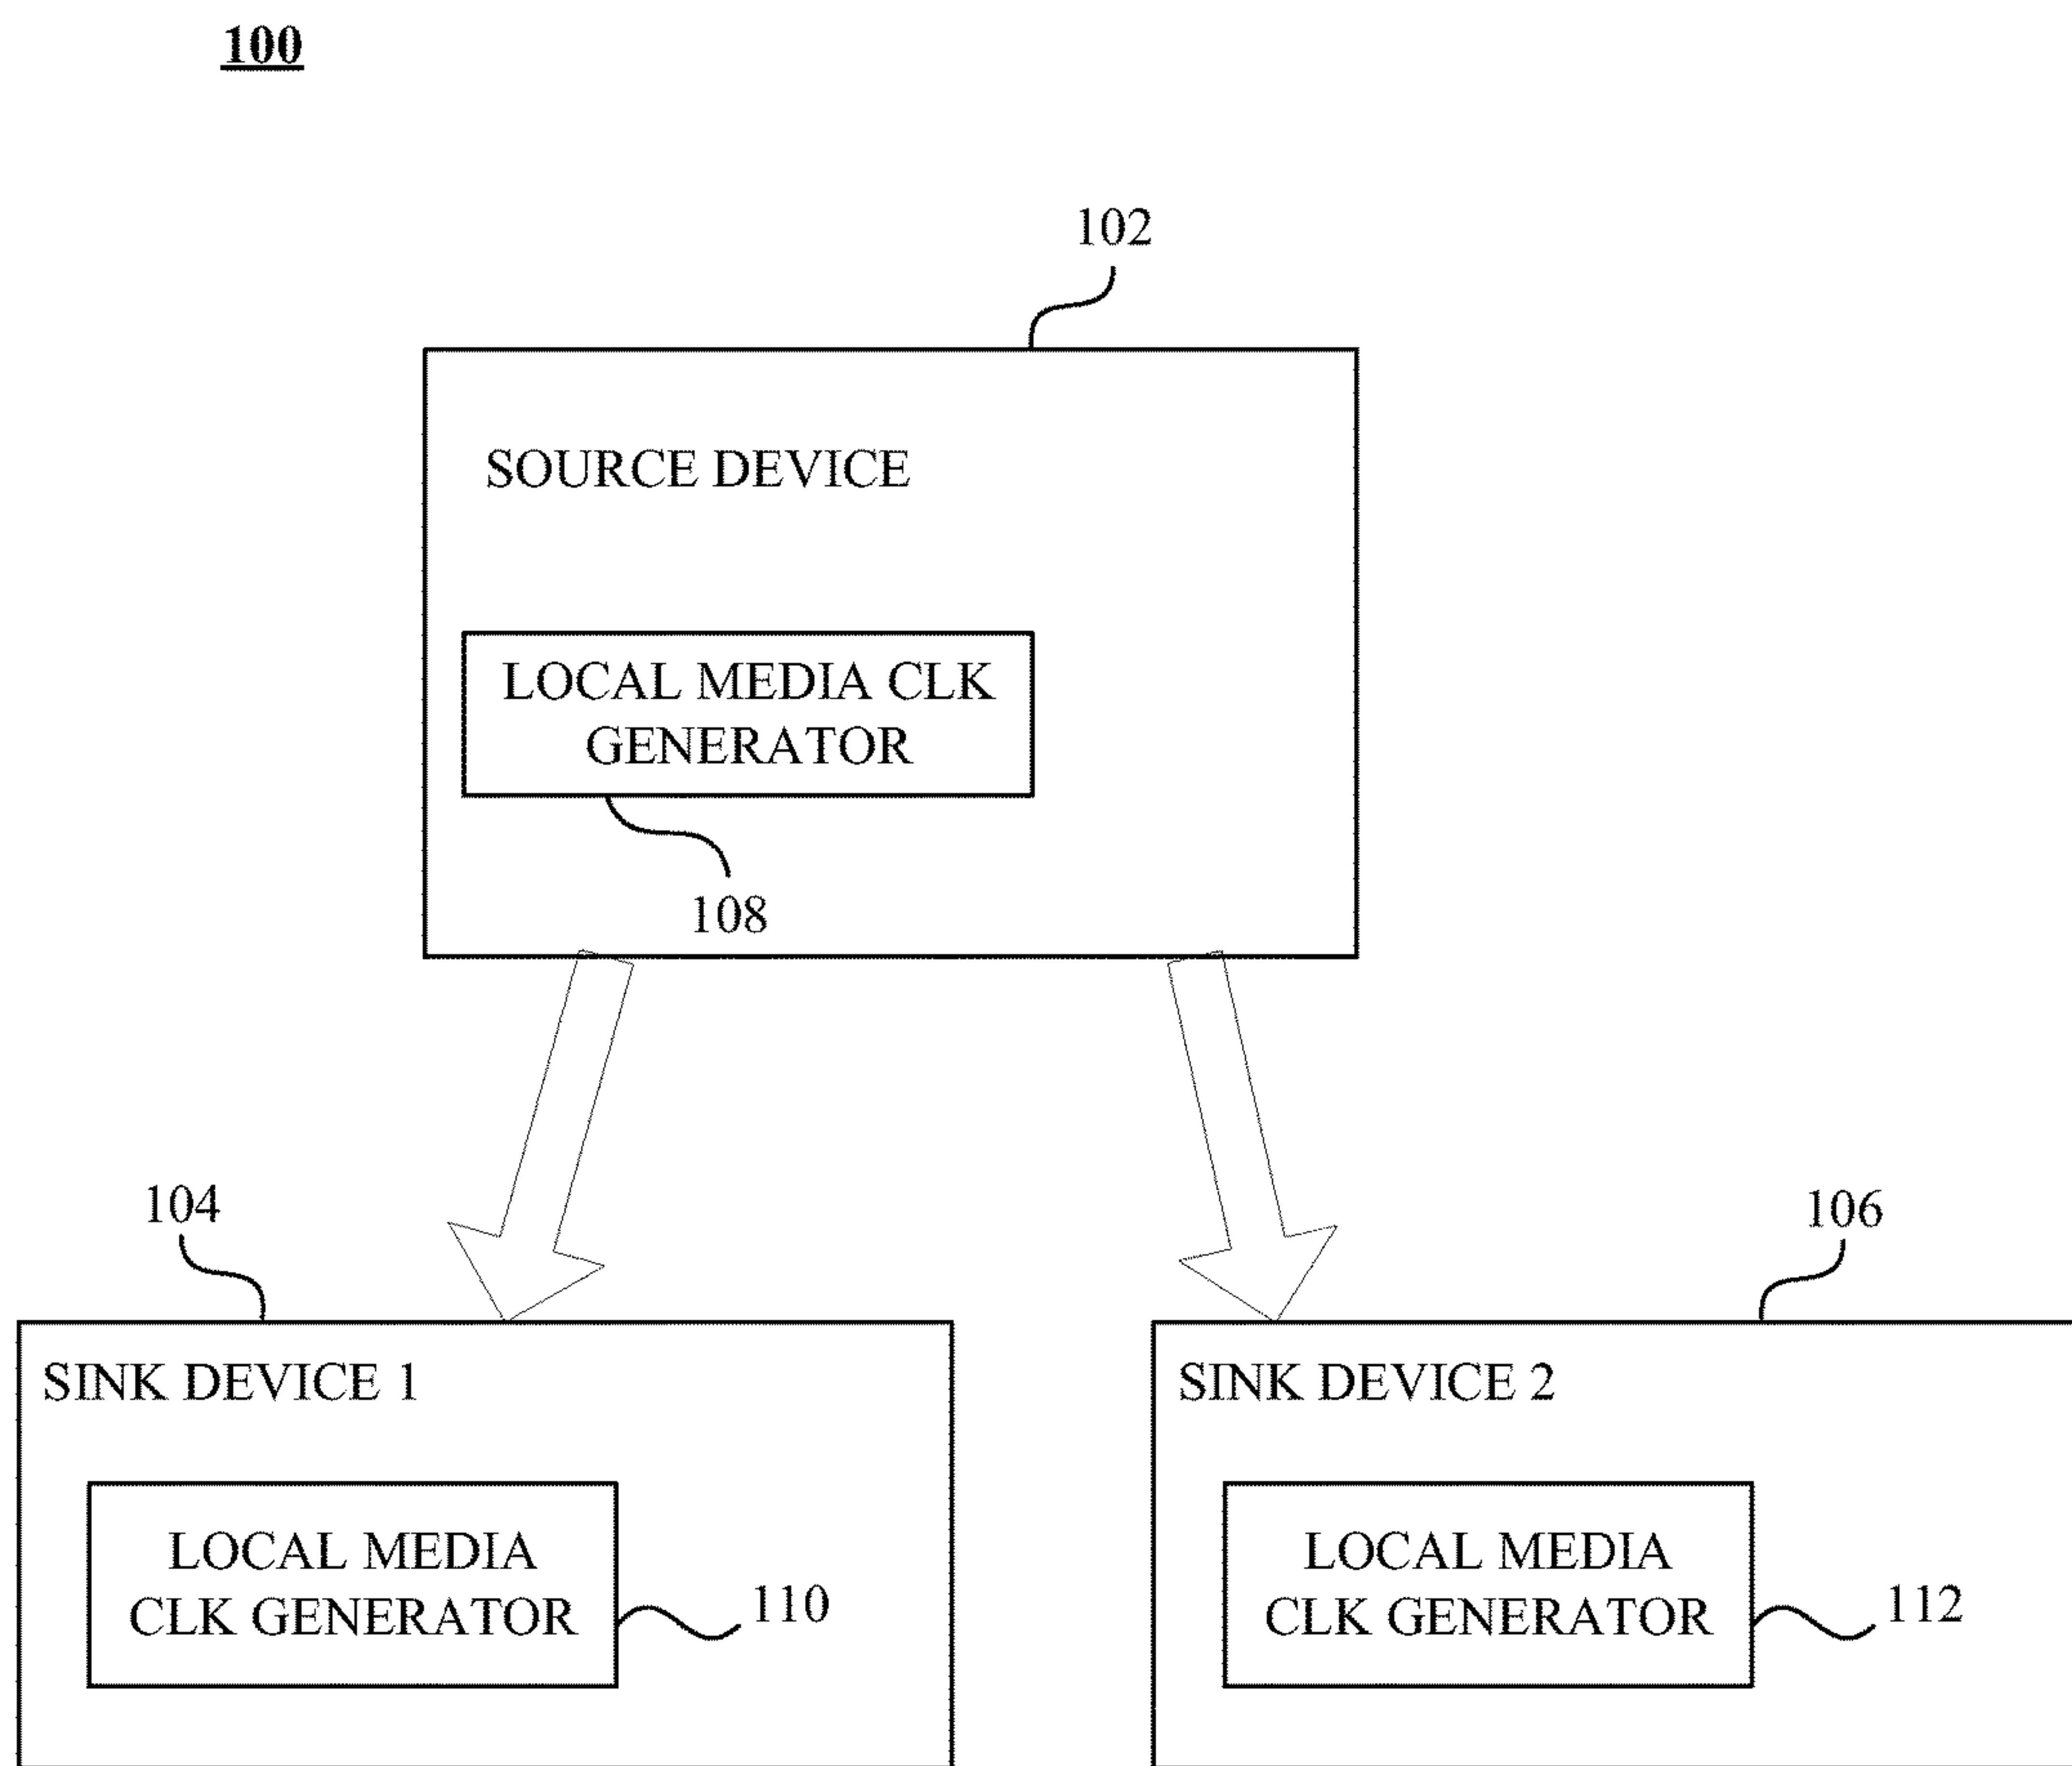 100
102
SOURCE DEVICE
LOCAL MEDIA CLK
GENERATOR
108
104
106
SINK DEVICE 1
SINK DEVICE 2
LOCAL MEDIA
CLK GENERATOR
110
LOCAL MEDIA
CLK GENERATOR
112